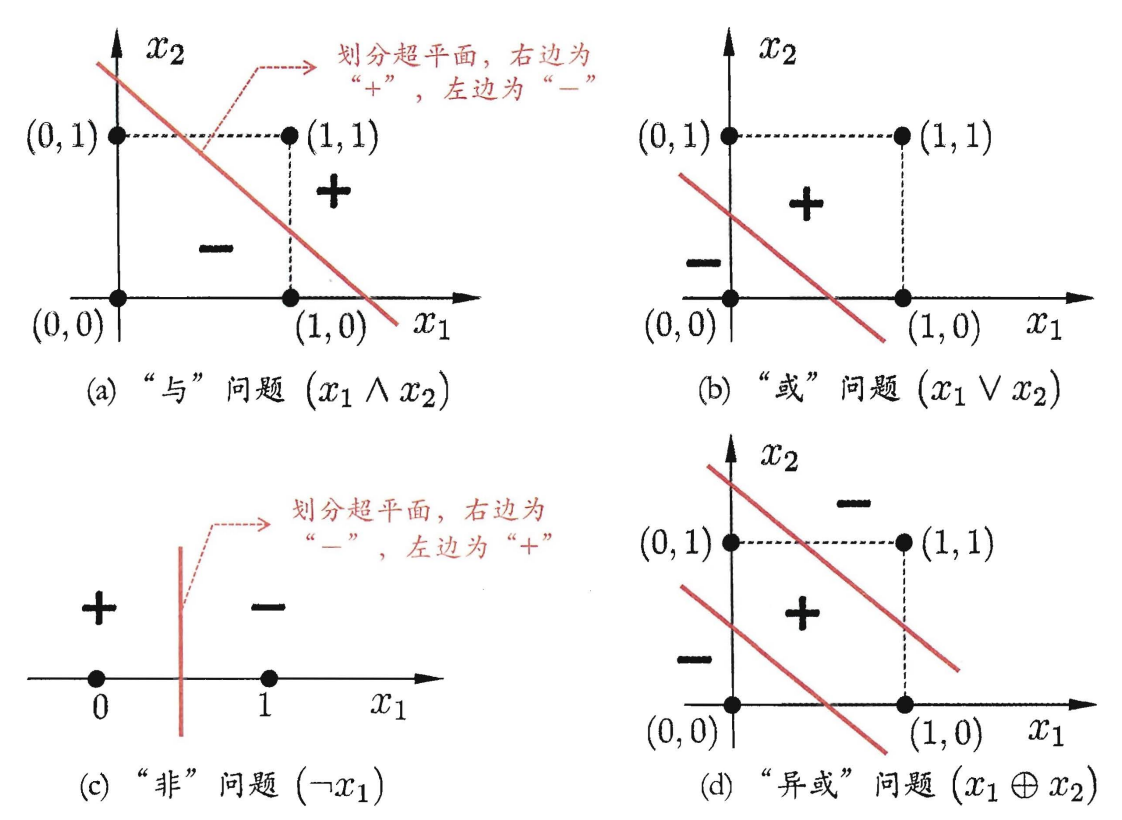 x₂
划分超平面，右边为
“+”，左边为“−”
(0,1)
(1,1)
+
−
(0,0)
(1,0)
x₁
(a) “与”问题 (x₁ ∧ x₂)
x₂
(0,1)
(1,1)
+
−
(0,0)
(1,0)
x₁
(b) “或”问题 (x₁ ∨ x₂)
划分超平面，右边为
“−”，左边为“+”
+
−
0
1
x₁
(c) “非”问题 (¬x₁)
x₂
−
(0,1)
(1,1)
+
−
(0,0)
(1,0)
x₁
(d) “异或”问题 (x₁ ⊕ x₂)